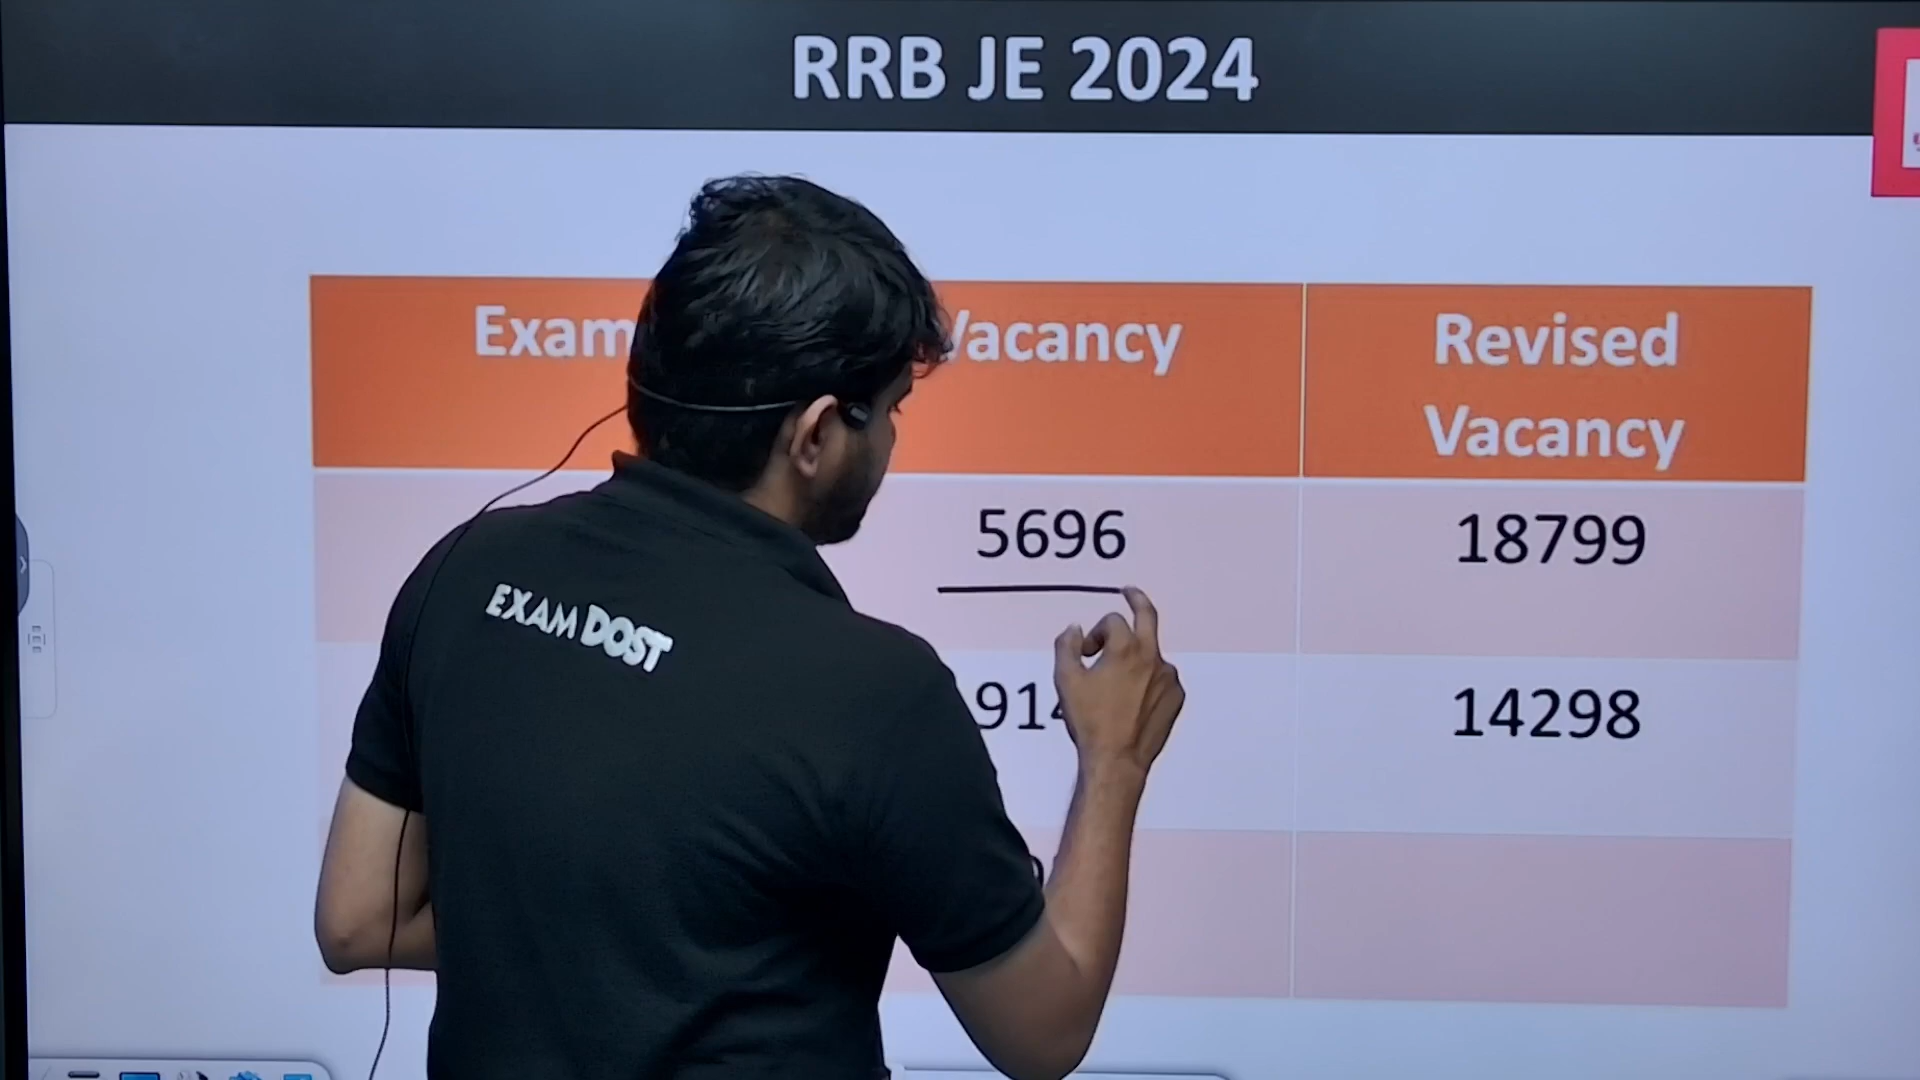 RRB JE 2024
Exam Vacancy Revised
Vacancy
5696 18799
14298
EXAM DOST